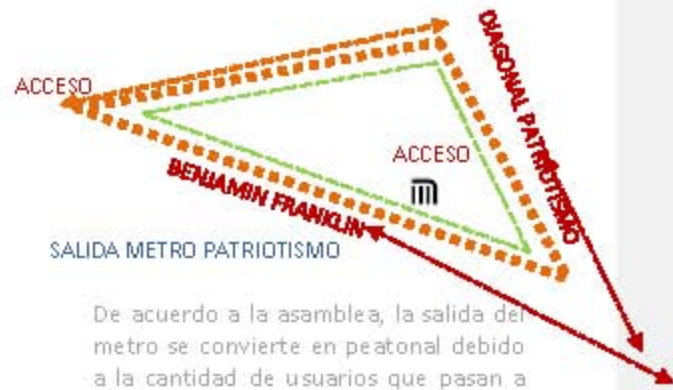 DIAGONAL PATRIOTISMO
ACCESO
ACCESO
BENJAMIN FRANKLIN
SALIDA METRO PATRIOTISMO
De acuerdo a la asamblea, la salida del
metro se convierte en peatonal debido
a la cantidad de usuarios que pasan a